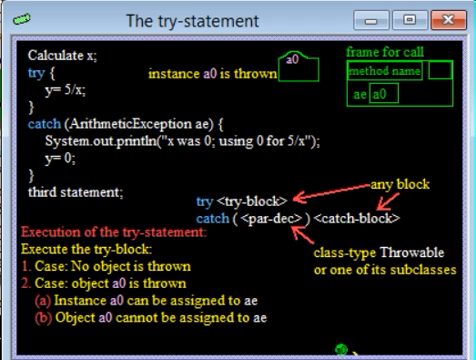 The try-statement
Calculate x;
try {
y= 5/x;
}
catch (ArithmeticException ae) {
System.out.println("x was 0; using 0 for 5/x");
y= 0;
}
third statement;
instance a0 is thrown
a0
frame for call
method name
ae a0
try <try-block>
catch ( <par-dec> ) <catch-block>
any block
class-type Throwable
or one of its subclasses
Execution of the try-statement:
Execute the try-block:
1. Case: No object is thrown
2. Case: object a0 is thrown
(a) Instance a0 can be assigned to ae
(b) Object a0 cannot be assigned to ae